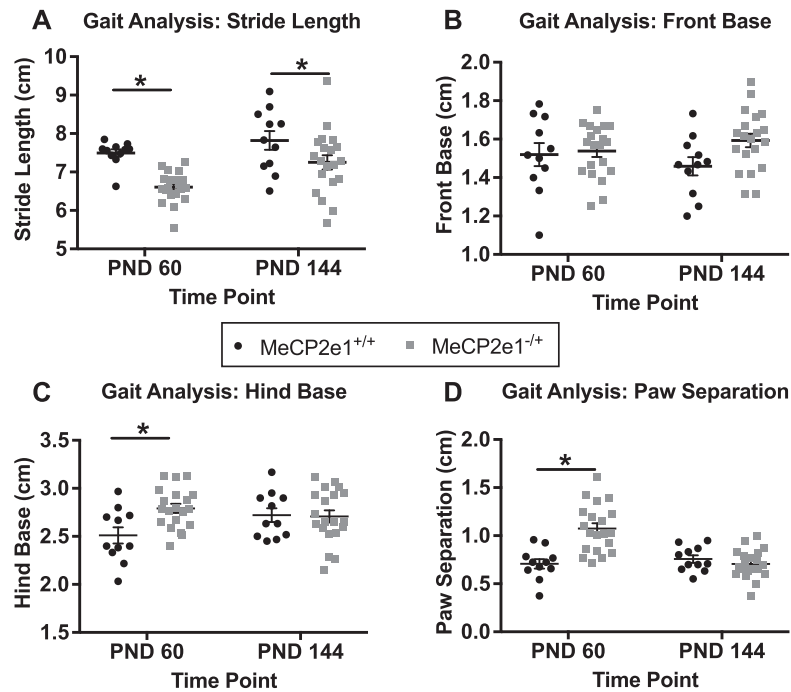 A Gait Analysis: Stride Length
Stride Length (cm)
10
9
8
7
6
5
*
*
PND 60 PND 144
Time Point
B Gait Analysis: Front Base
Front Base (cm)
2.0
1.8
1.6
1.4
1.2
1.0
PND 60 PND 144
Time Point
MeCP2e1+/+ MeCP2e1-/+
C Gait Analysis: Hind Base
Hind Base (cm)
3.5
3.0
2.5
2.0
1.5
*
PND 60 PND 144
Time Point
D Gait Anlysis: Paw Separation
Paw Separation (cm)
2.0
1.5
1.0
0.5
0.0
*
PND 60 PND 144
Time Point